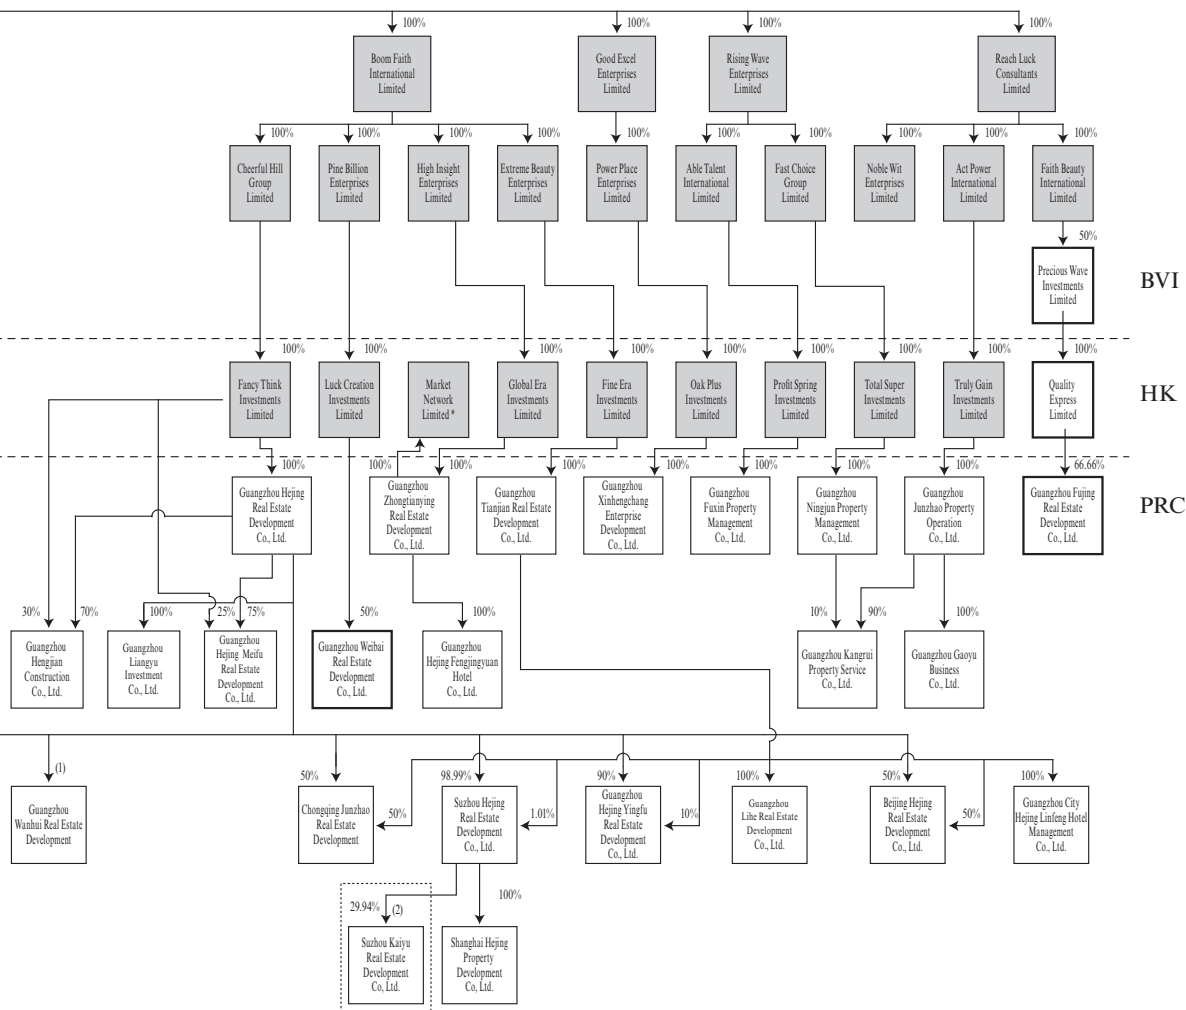 100%
100%
100%
100%
Boom Faith
International
Limited
Good Excel
Enterprises
Limited
Rising Wave
Enterprises
Limited
Reach Luck
Consultants
Limited
100%
100%
100%
100%
100%
100%
100%
100%
100%
100%
Cheerful Hill
Group
Limited
Pine Billion
Enterprises
Limited
High Insight
Enterprises
Limited
Extreme Beauty
Enterprises
Limited
Power Place
Enterprises
Limited
Able Talent
International
Limited
Fast Choice
Group
Limited
Noble Wit
Enterprises
Limited
Act Power
International
Limited
Faith Beauty
International
Limited
50%
Precious Wave
Investments
Limited
BVI
100%
100%
100%
100%
100%
100%
100%
100%
100%
Fancy Think
Investments
Limited
Luck Creation
Investments
Limited
Market
Network
Limited *
Global Era
Investments
Limited
Fine Era
Investments
Limited
Oak Plus
Investments
Limited
Profit Spring
Investments
Limited
Total Super
Investments
Limited
Truly Gain
Investments
Limited
Quality
Express
Limited
HK
100%
100%
100%
100%
100%
100%
100%
100%
66.66%
Guangzhou Hejing
Real Estate
Development
Co., Ltd.
Guangzhou
Zhongtianying
Real Estate
Development
Co., Ltd.
Guangzhou
Tianjian Real Estate
Development
Co., Ltd.
Guangzhou
Xinhengchang
Enterprise
Development
Co., Ltd.
Guangzhou
Fuxin Property
Management
Co., Ltd.
Guangzhou
Ningjun Property
Management
Co., Ltd.
Guangzhou
Junzhao Property
Operation
Co., Ltd.
Guangzhou Fujing
Real Estate
Development
Co., Ltd.
PRC
30%
70%
100%
25%
75%
50%
100%
10%
90%
100%
Guangzhou
Hengjian
Construction
Co., Ltd.
Guangzhou
Liangyu
Investment
Co., Ltd.
Guangzhou
Hejing Meifu
Real Estate
Development
Co., Ltd.
Guangzhou Weibai
Real Estate
Development
Co., Ltd.
Guangzhou
Hejing Fengjingyuan
Hotel
Co., Ltd.
Guangzhou Kangrui
Property Service
Co., Ltd.
Guangzhou Gaoyu
Business
Co., Ltd.
(1)
50%
98.99%
90%
100%
50%
100%
Guangzhou
Wanhui Real Estate
Development
Chongqing Junzhao
Real Estate
Development
50%
Suzhou Hejing
Real Estate
Development
Co., Ltd.
1.01%
Guangzhou
Hejing Yingfu
Real Estate
Development
Co., Ltd.
10%
Guangzhou
Lihe Real Estate
Development
Co., Ltd.
Beijing Hejing
Real Estate
Development
Co., Ltd.
50%
Guangzhou City
Hejing Linfeng Hotel
Management
Co., Ltd.
29.94%
(2)
100%
Suzhou Kaiyu
Real Estate
Development
Co, Ltd.
Shanghai Hejing
Property
Development
Co, Ltd.